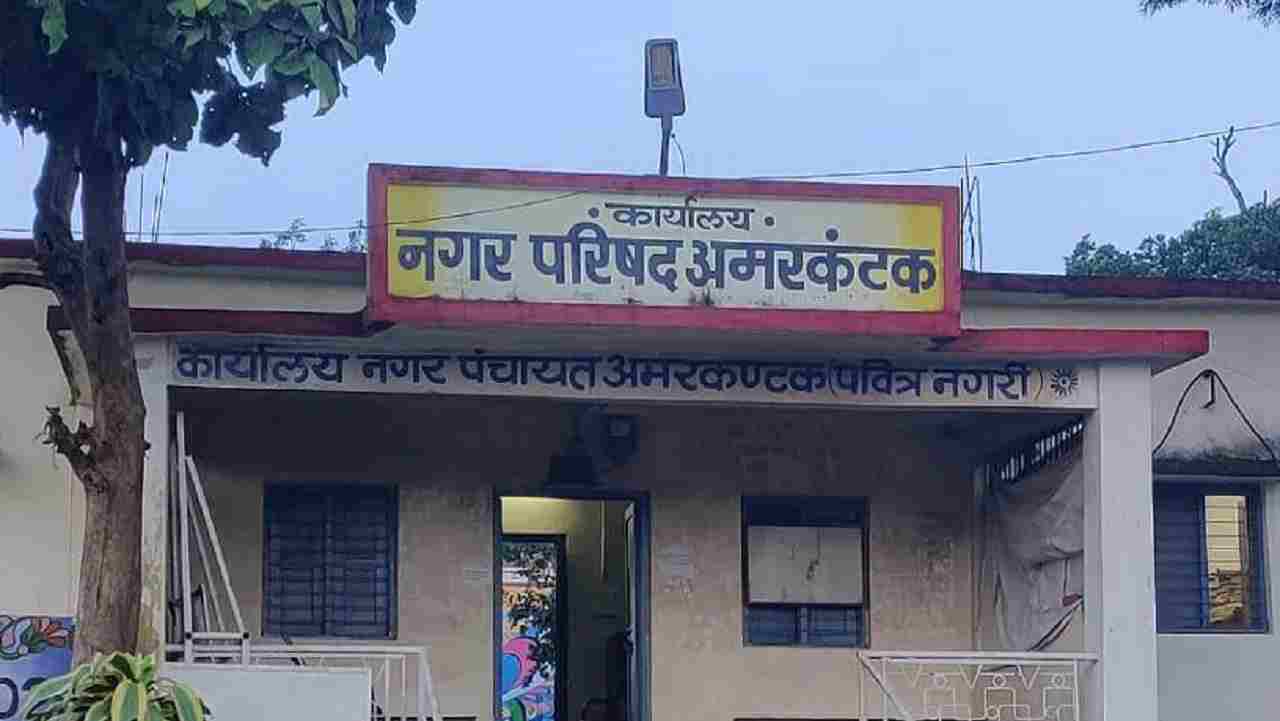 • कार्यालय •
नगर परिषद अमरकंटक
कार्यालय नगर पंचायत अमरकण्टक (पवित्र नगरी)